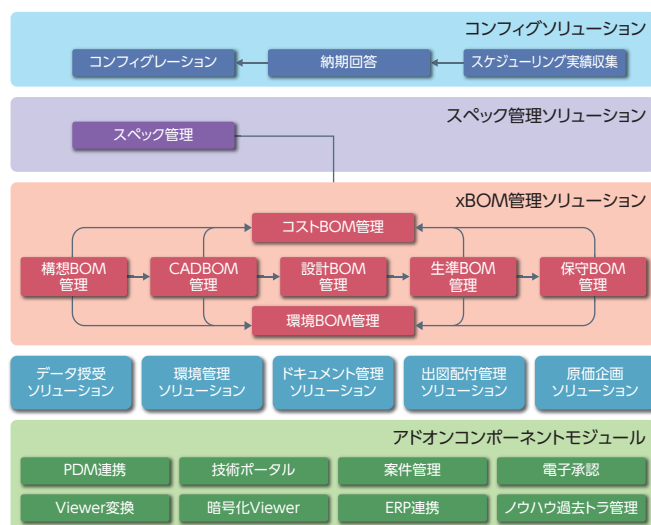 コンフィグソリューション
コンフィグレーション
納期回答
スケジューリング実績収集
スペック管理ソリューション
スペック管理
xBOM管理ソリューション
コストBOM管理
構想BOM
管理
CADBOM
管理
設計BOM
管理
生準BOM
管理
保守BOM
管理
環境BOM管理
データ授受
ソリューション
環境管理
ソリューション
ドキュメント管理
ソリューション
出図配付管理
ソリューション
原価企画
ソリューション
アドオンコンポーネントモジュール
PDM連携
技術ポータル
案件管理
電子承認
Viewer変換
暗号化Viewer
ERP連携
ノウハウ過去トラ管理